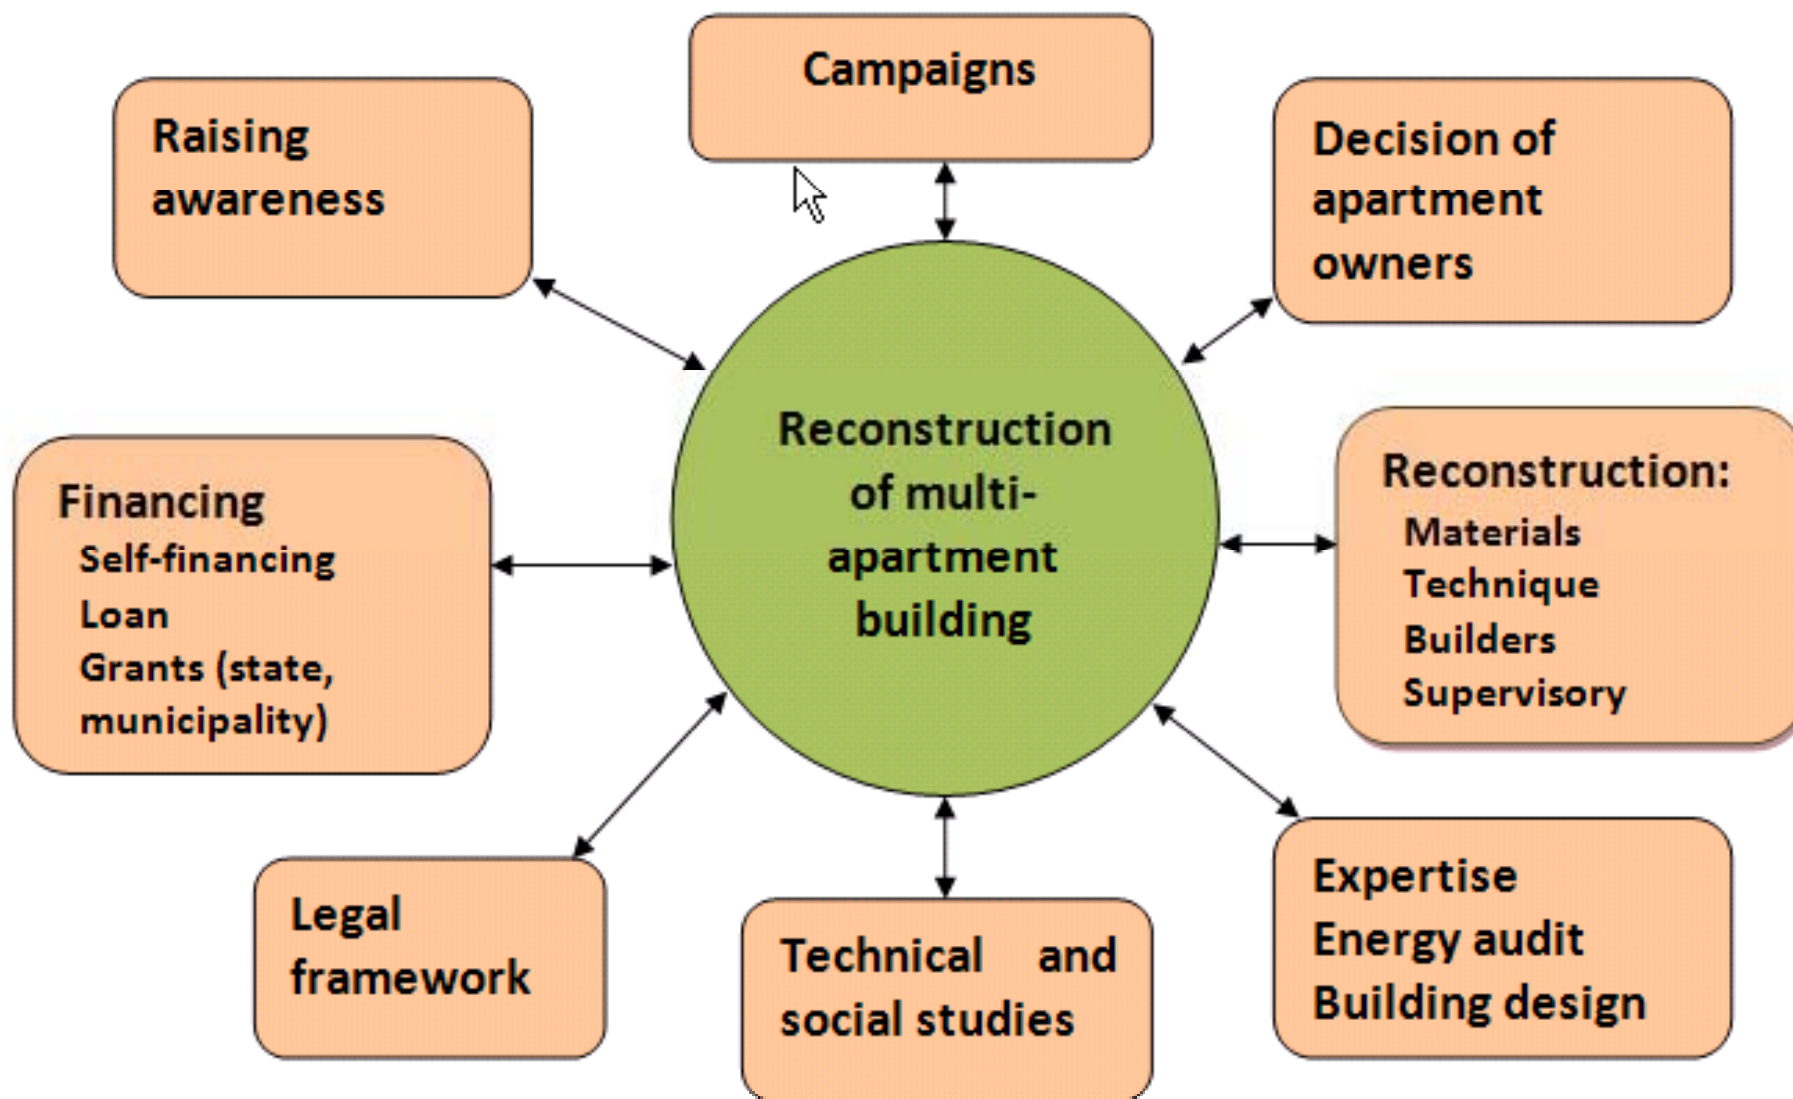 Campaigns
Raising
awareness
Decision of
apartment
owners
Reconstruction
of multi-
apartment
building
Financing
Self-financing
Loan
Grants (state,
municipality)
Reconstruction:
Materials
Technique
Builders
Supervisory
Legal
framework
Technical and
social studies
Expertise
Energy audit
Building design